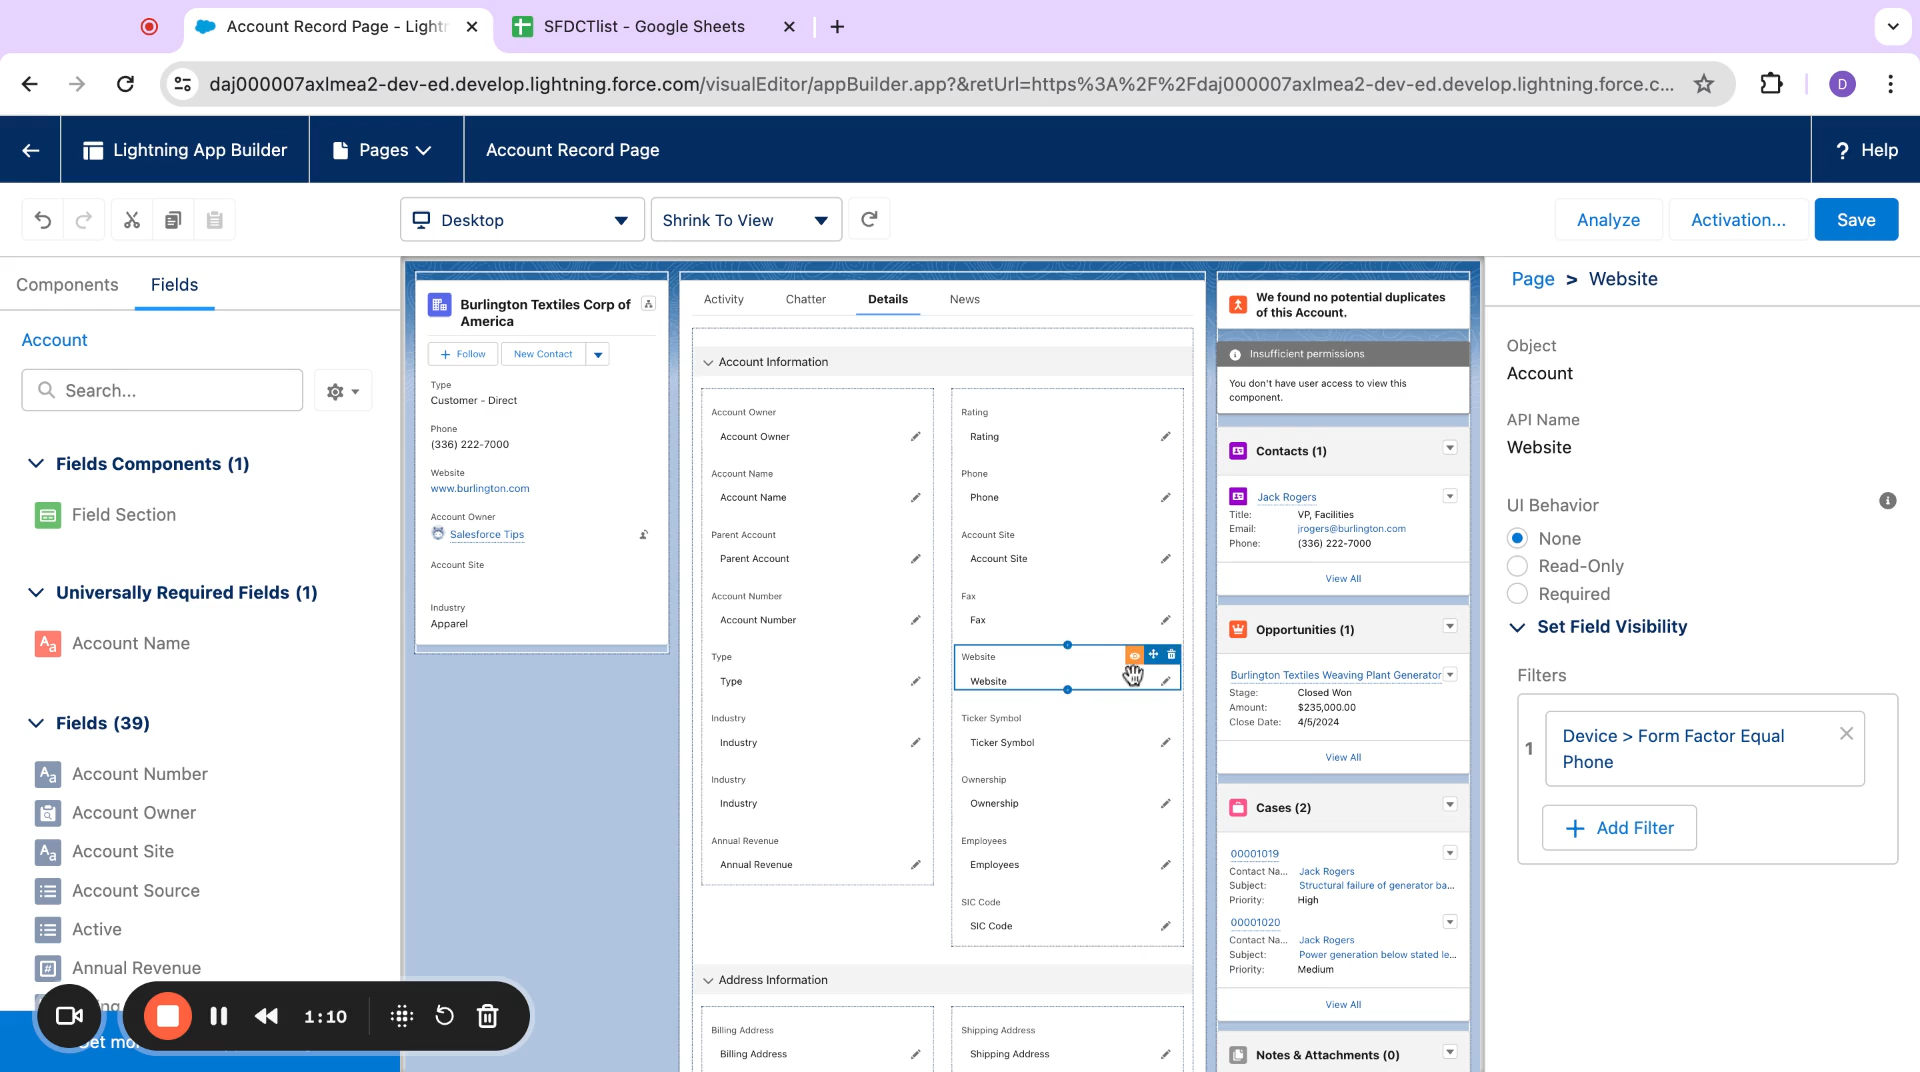 Account Record Page - Lightn
SFDCTlist - Google Sheets
daj000007axlmea2-dev-ed.develop.lightning.force.com/visualEditor/appBuilder.app?&retUrl=https%3A%2F%2Fdaj000007axlmea2-dev-ed.develop.lightning.force.c...
D
Lightning App Builder
Pages
Account Record Page
? Help
Desktop
Shrink To View
Analyze
Activation...
Save
Components
Fields
Account
Search...
Fields Components (1)
Field Section
Universally Required Fields (1)
Account Name
Fields (39)
Account Number
Account Owner
Account Site
Account Source
Active
Annual Revenue
1:10
Burlington Textiles Corp of
America
Follow
New Contact
Type
Customer - Direct
Phone
(336) 222-7000
Website
www.burlington.com
Account Owner
Salesforce Tips
Account Site
Industry
Apparel
Activity
Chatter
Details
News
Account Information
Account Owner
Account Owner
Account Name
Account Name
Parent Account
Parent Account
Account Number
Account Number
Type
Type
Industry
Industry
Industry
Industry
Annual Revenue
Annual Revenue
Rating
Rating
Phone
Phone
Account Site
Account Site
Fax
Fax
Website
Website
Ticker Symbol
Ticker Symbol
Ownership
Ownership
Employees
Employees
SIC Code
SIC Code
Address Information
Billing Address
Billing Address
Shipping Address
Shipping Address
We found no potential duplicates
of this Account.
Insufficient permissions
You don't have user access to view this
component.
Contacts (1)
Jack Rogers
Title: VP, Facilities
Email: jrogers@burlington.com
Phone: (336) 222-7000
View All
Opportunities (1)
Burlington Textiles Weaving Plant Generator
Stage: Closed Won
Amount: $235,000.00
Close Date: 4/5/2024
View All
Cases (2)
00001019
Contact Na... Jack Rogers
Subject: Structural failure of generator ba...
Priority: High
00001020
Contact Na... Jack Rogers
Subject: Power generation below stated le...
Priority: Medium
View All
Notes & Attachments (0)
Page > Website
Object
Account
API Name
Website
UI Behavior
None
Read-Only
Required
Set Field Visibility
Filters
1
Device > Form Factor Equal
Phone
Add Filter